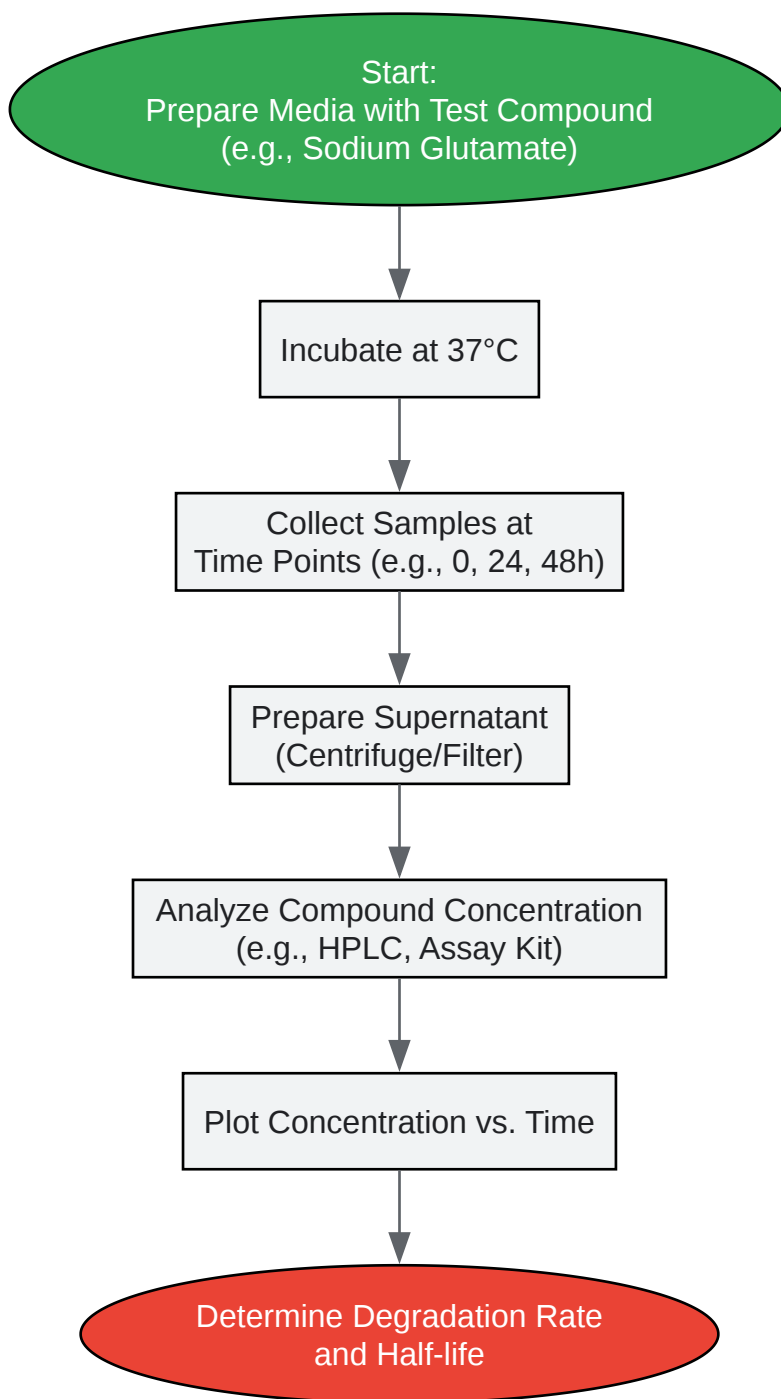 Start:
Prepare Media with Test Compound
(e.g., Sodium Glutamate)
Incubate at 37°C
Collect Samples at
Time Points (e.g., 0, 24, 48h)
Prepare Supernatant
(Centrifuge/Filter)
Analyze Compound Concentration
(e.g., HPLC, Assay Kit)
Plot Concentration vs. Time
Determine Degradation Rate
and Half-life